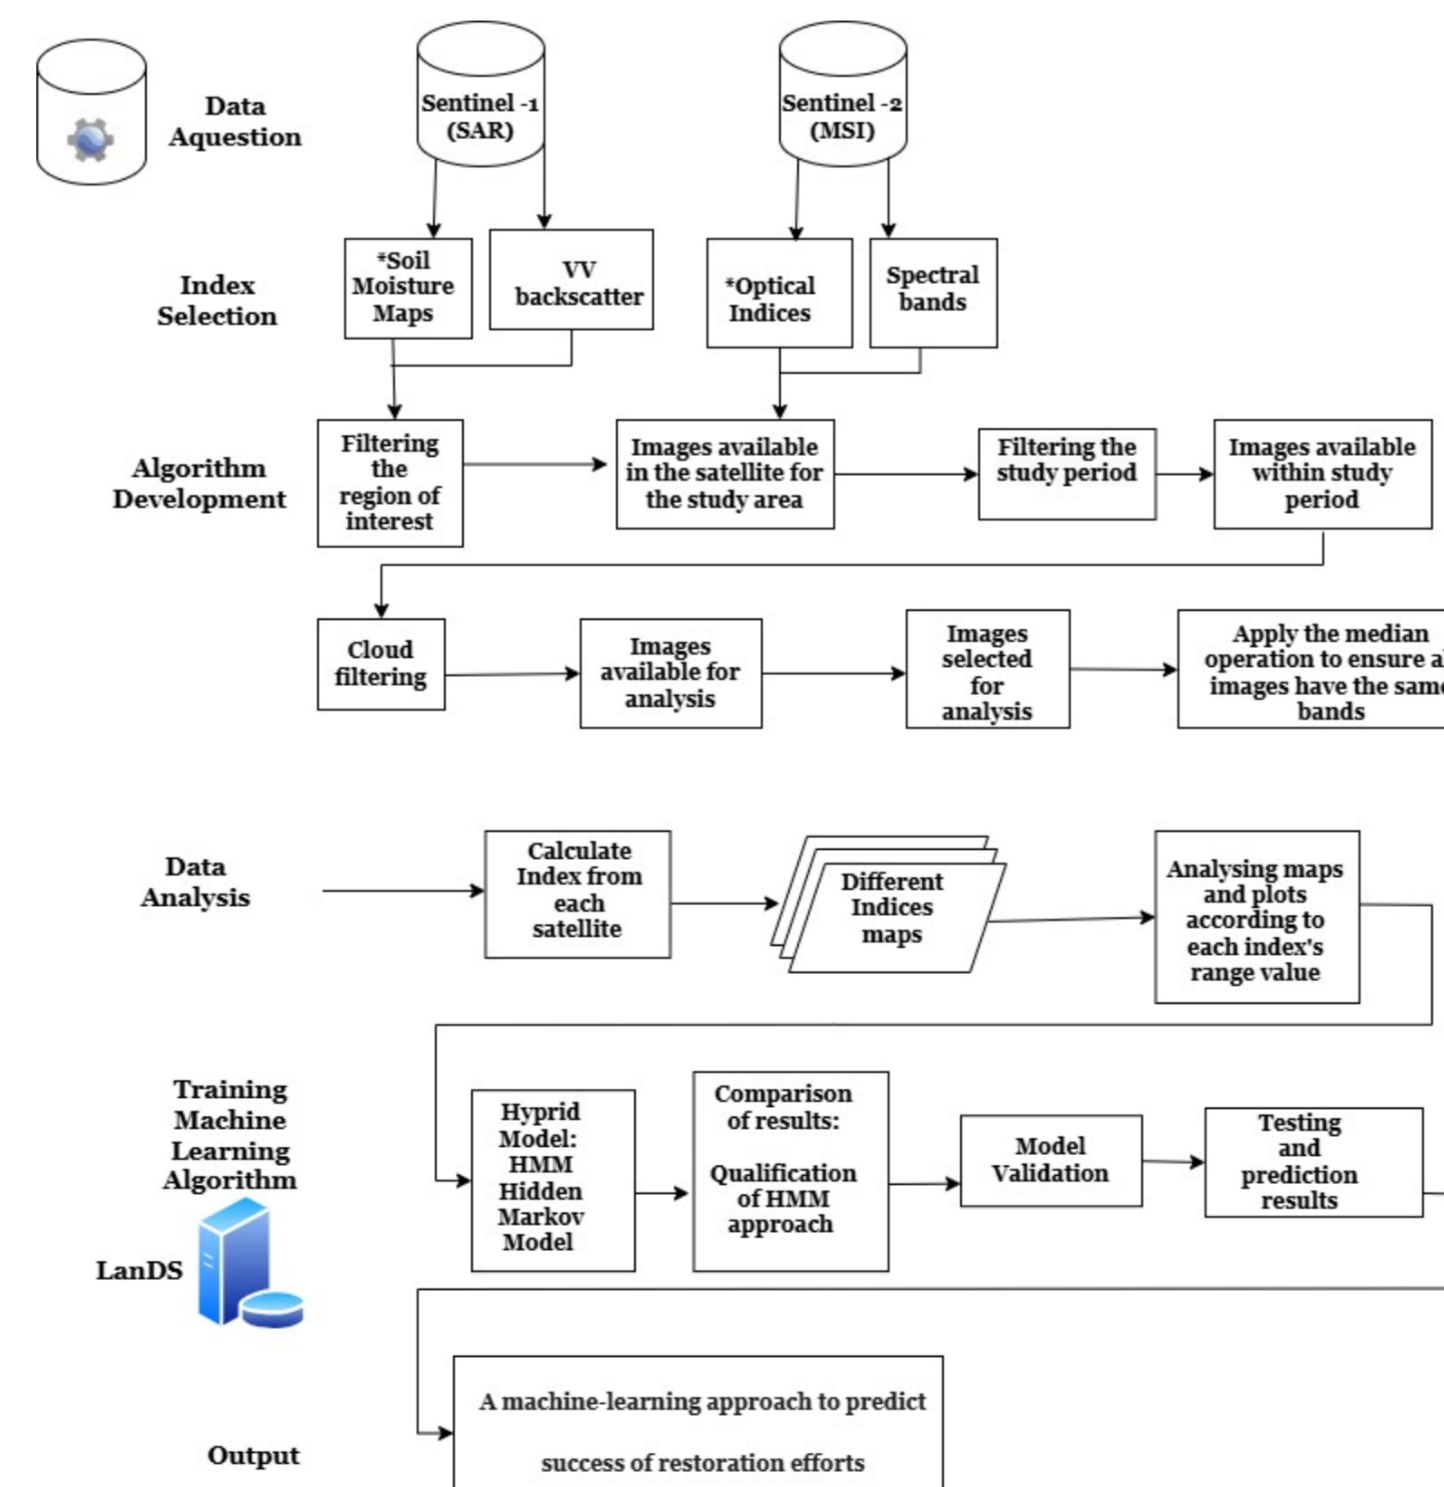 Data
Aquestion
Sentinel -1
(SAR)
Sentinel -2
(MSI)
Index
Selection
*Soil
Moisture
Maps
VV
backscatter
*Optical
Indices
Spectral
bands
Algorithm
Development
Filtering
the
region of
interest
Images available
in the satellite for
the study area
Filtering the
study period
Images available
within study
period
Cloud
filtering
Images
available for
analysis
Images
selected
for
analysis
Apply the median
operation to ensure
images have the
bands
Data
Analysis
Calculate
Index from
each
satellite
Different
Indices
maps
Analysing maps
and plots
according to
each index's
range value
Training
Machine
Learning
Algorithm
LanDS
Hyprid
Model:
HMM
Hidden
Markov
Model
Comparison
of results:
Qualification
of HMM
approach
Model
Validation
Testing
and
prediction
results
Output
A machine-learning approach to predict
success of restoration efforts